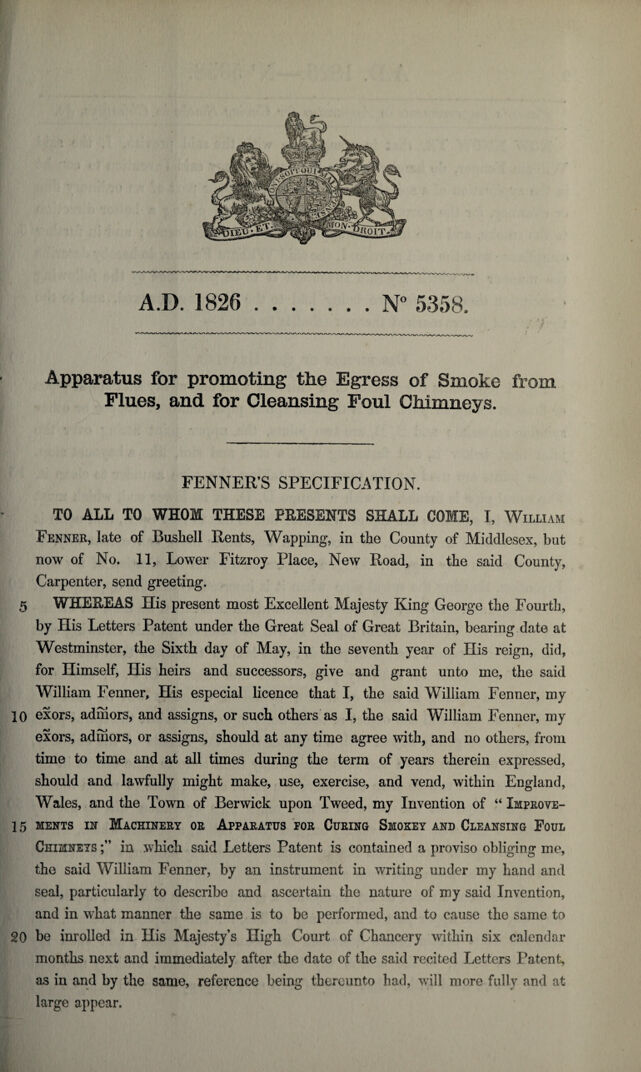 DIEU · ET · MON · DROIT
A.D. 1826 . . . . . . . N° 5358.
Apparatus for promoting the Egress of Smoke from
Flues, and for Cleansing Foul Chimneys.
FENNER'S SPECIFICATION.
TO ALL TO WHOM THESE PRESENTS SHALL COME, I, William
Fenner, late of Bushell Rents, Wapping, in the County of Middlesex, but
now of No. 11, Lower Fitzroy Place, New Road, in the said County,
Carpenter, send greeting.
5 WHEREAS His present most Excellent Majesty King George the Fourth,
by His Letters Patent under the Great Seal of Great Britain, bearing date at
Westminster, the Sixth day of May, in the seventh year of His reign, did,
for Himself, His heirs and successors, give and grant unto me, the said
William Fenner, His especial licence that I, the said William Fenner, my
10 exors, admors, and assigns, or such others as I, the said William Fenner, my
exors, admors, or assigns, should at any time agree with, and no others, from
time to time and at all times during the term of years therein expressed,
should and lawfully might make, use, exercise, and vend, within England,
Wales, and the Town of Berwick upon Tweed, my Invention of “ Improve-
15 ments in Machinery or Apparatus for Curing Smokey and Cleansing Foul
Chimneys ;” in which said Letters Patent is contained a proviso obliging me,
the said William Fenner, by an instrument in writing under my hand and
seal, particularly to describe and ascertain the nature of my said Invention,
and in what manner the same is to be performed, and to cause the same to
20 be inrolled in His Majesty's High Court of Chancery within six calendar
months next and immediately after the date of the said recited Letters Patent,
as in and by the same, reference being thereunto had, will more fully and at
large appear.